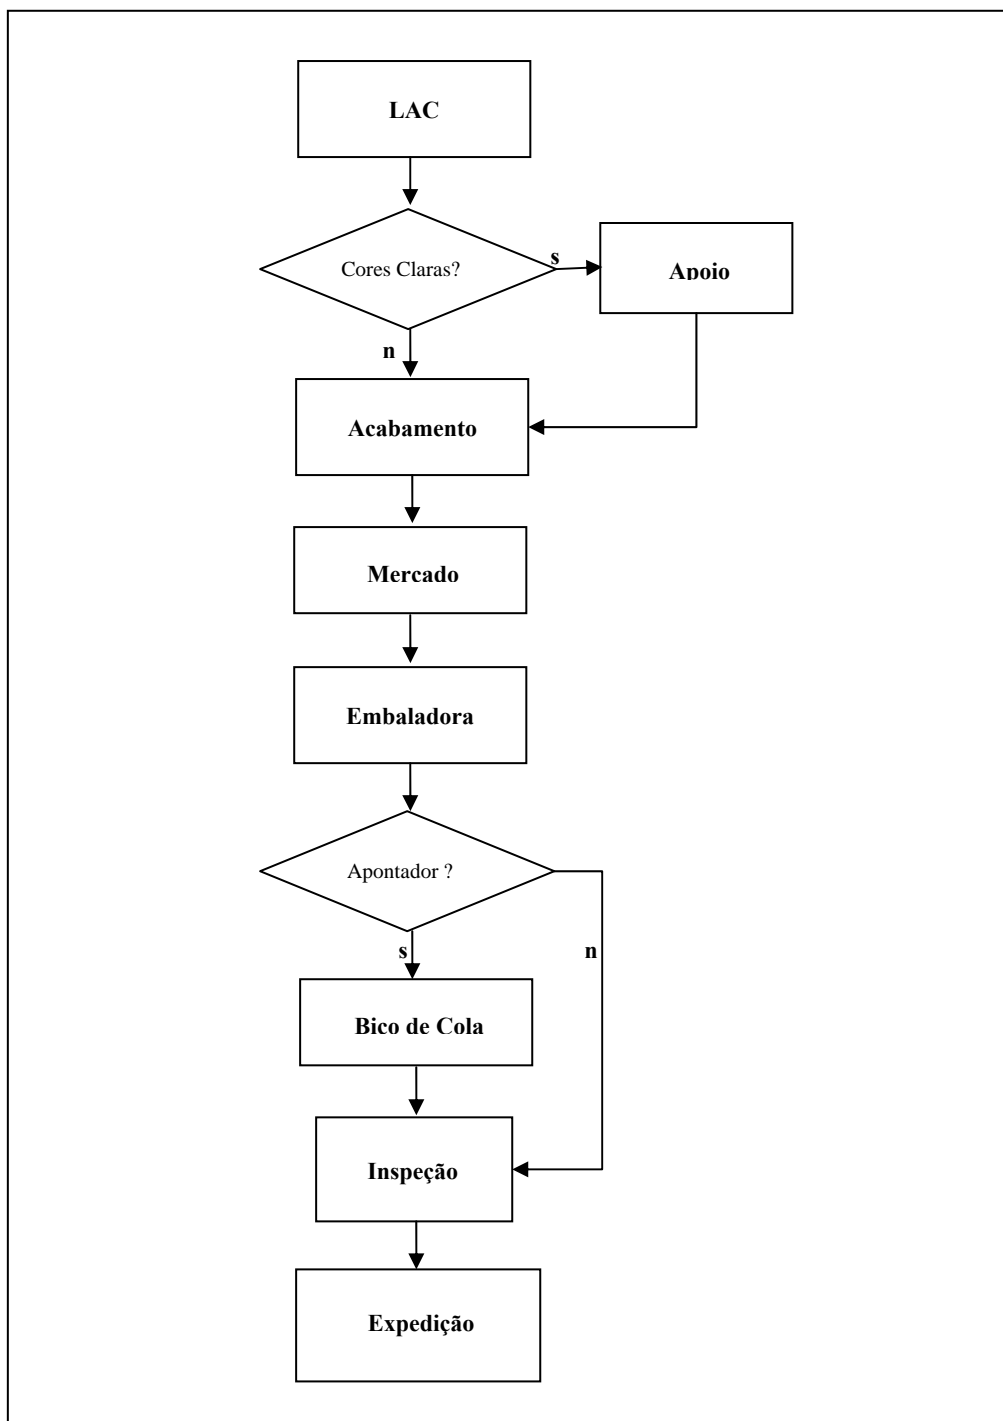 LAC
Cores Claras?
s
Apoio
n
Acabamento
Mercado
Embaladora
Apontador ?
s
n
Bico de Cola
Inspeção
Expedição